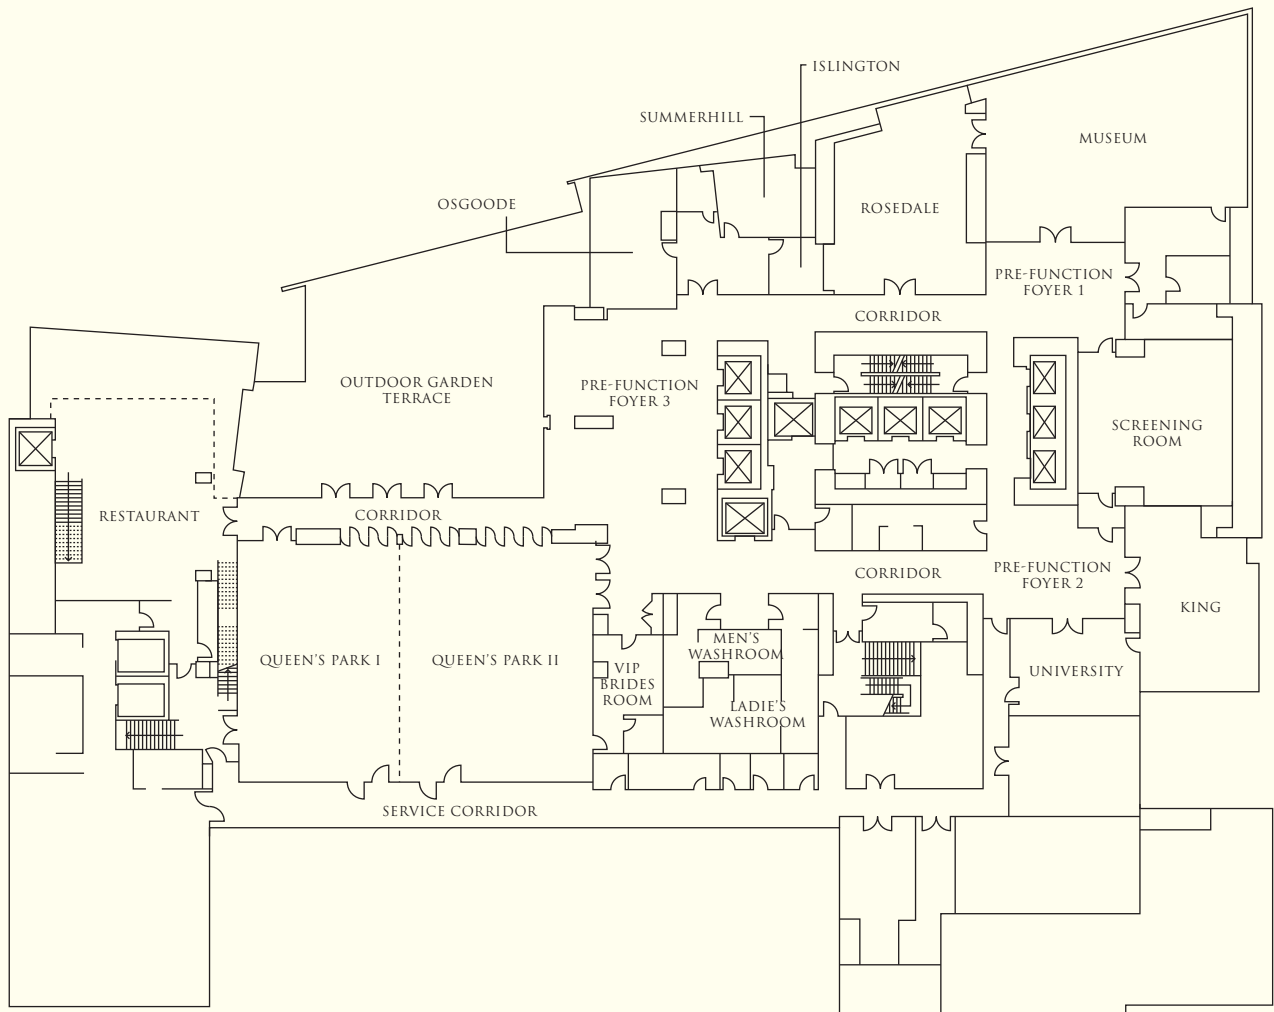 ISLINGTON
SUMMERHILL
MUSEUM
OSGOODE
ROSEDALE
PRE-FUNCTION
FOYER 1
CORRIDOR
OUTDOOR GARDEN
TERRACE
PRE-FUNCTION
FOYER 3
SCREENING
ROOM
RESTAURANT
CORRIDOR
CORRIDOR
PRE-FUNCTION
FOYER 2
KING
QUEEN'S PARK I
QUEEN'S PARK II
VIP
BRIDES
ROOM
MEN'S
WASHROOM
LADIE'S
WASHROOM
UNIVERSITY
SERVICE CORRIDOR